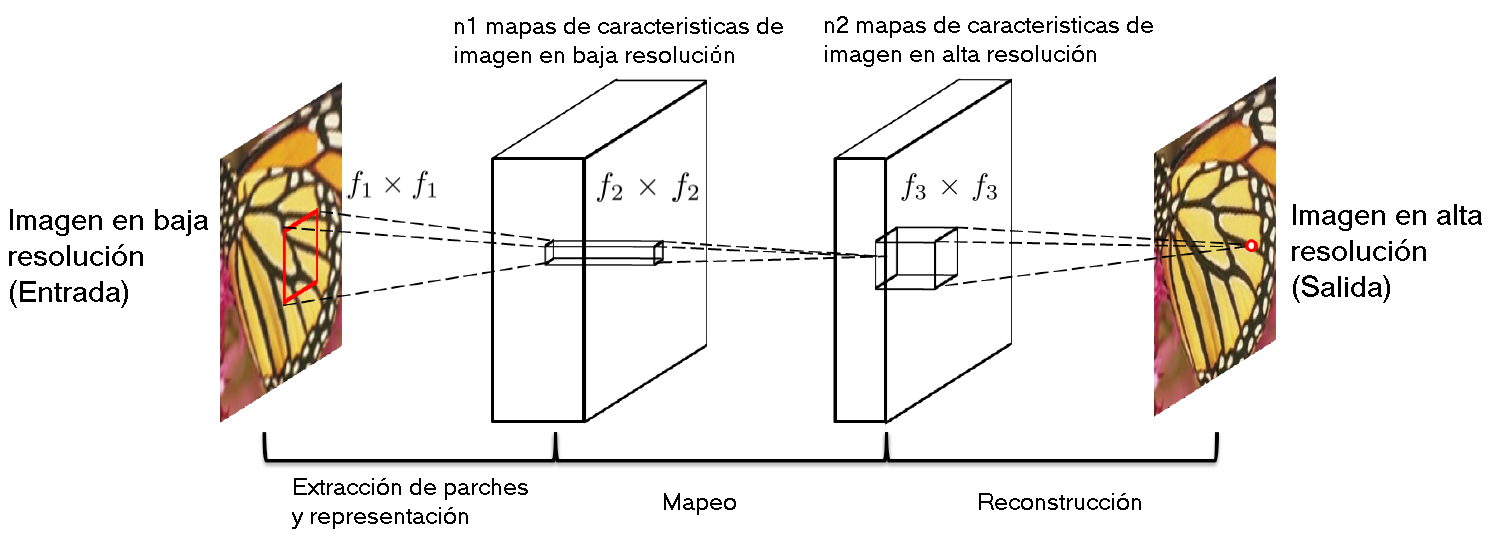 n1 mapas de caracteristicas de
imagen en baja resolución
n2 mapas de caracteristicas de
imagen en alta resolución
f₁ × f₁
f₂ × f₂
f₃ × f₃
Imagen en baja
resolución
(Entrada)
Imagen en alta
resolución
(Salida)
Extracción de parches
y representación
Mapeo
Reconstrucción